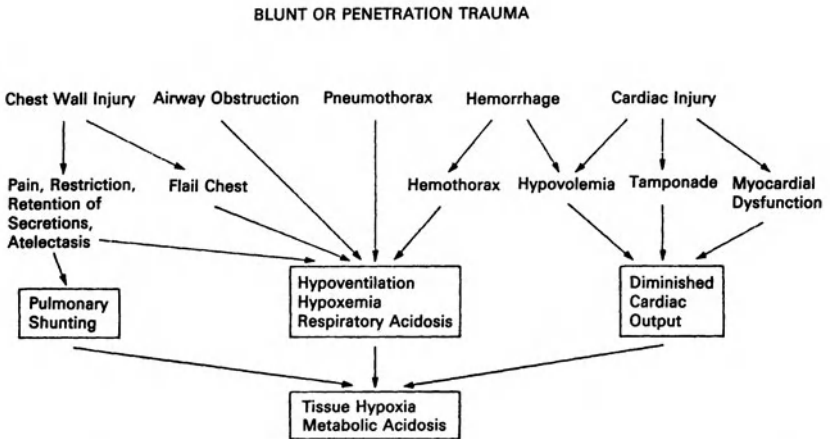 BLUNT OR PENETRATION TRAUMA
Chest Wall Injury
Airway Obstruction
Pneumothorax
Hemorrhage
Cardiac Injury
Pain, Restriction,
Retention of
Secretions,
Atelectasis
Flail Chest
Hemothorax
Hypovolemia
Tamponade
Myocardial
Dysfunction
Pulmonary
Shunting
Hypoventilation
Hypoxemia
Respiratory Acidosis
Diminished
Cardiac
Output
Tissue Hypoxia
Metabolic Acidosis